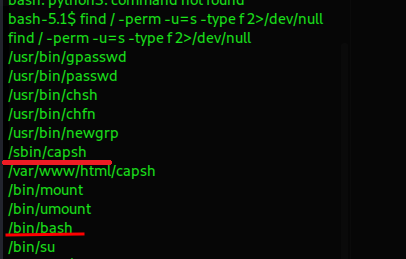 bash: python3: command not found
bash-5.1$ find / -perm -u=s -type f 2>/dev/null
find / -perm -u=s -type f 2>/dev/null
/usr/bin/gpasswd
/usr/bin/passwd
/usr/bin/chsh
/usr/bin/chfn
/usr/bin/newgrp
/sbin/capsh
/var/www/html/capsh
/bin/mount
/bin/umount
/bin/bash
/bin/su